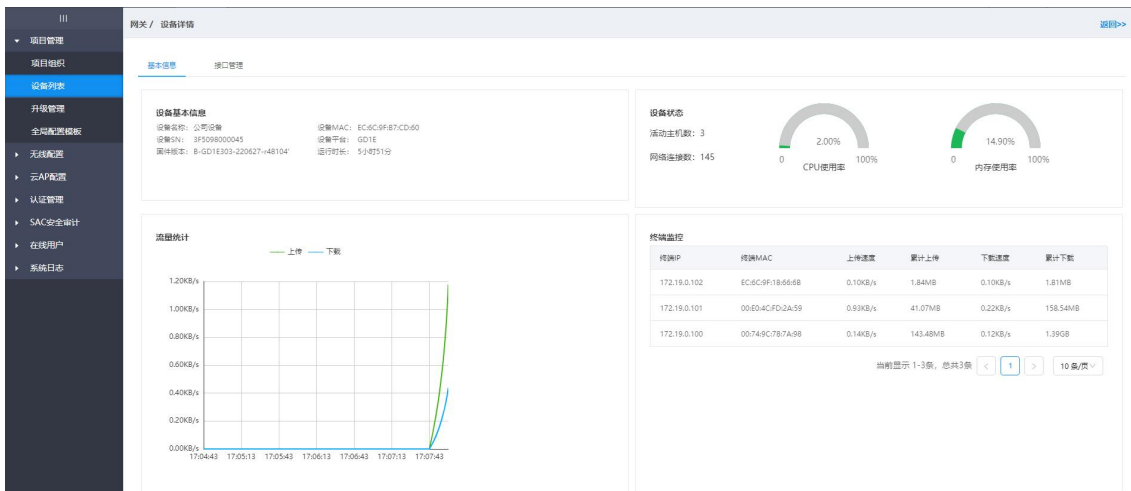 网关 / 设备详情
返回>>
项目管理
项目组织
设备列表
升级管理
全局配置模板
无线配置
云AP配置
认证管理
SAC安全审计
在线用户
系统日志
基本信息 接口管理
设备基本信息
设备名称: 公司设备 设备MAC: EC:6C:9F:B7:CD:60
设备SN: 3F5098000045 设备平台: GD1E
固件版本: B-GD1E303-220627-r48104' 运行时长: 5小时51分
设备状态
活动主机数: 3
网络连接数: 145
2.00%
0 100%
CPU使用率
14.90%
0 100%
内存使用率
流量统计
上传 下载
1.20KB/s
1.00KB/s
0.80KB/s
0.60KB/s
0.40KB/s
0.20KB/s
0.00KB/s
17:04:43 17:05:13 17:05:43 17:06:13 17:06:43 17:07:13 17:07:43
终端监控
终端IP 终端MAC 上传速度 累计上传 下载速度 累计下载
172.19.0.102 EC:6C:9F:18:66:6B 0.10KB/s 1.84MB 0.10KB/s 1.81MB
172.19.0.101 00:E0:4C:FD:2A:59 0.93KB/s 41.07MB 0.22KB/s 158.54MB
172.19.0.100 00:74:9C:7B:7A:98 0.14KB/s 143.48MB 0.12KB/s 1.39GB
当前显示 1-3条, 总共3条 < 1 > 10 条/页